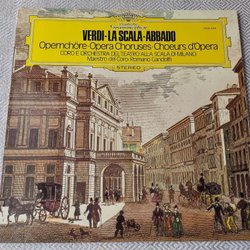 VERDI·LA SCALA·ABBADO
Opernchöre·Opera Choruses·Chœurs d'Opéra
CORO E ORCHESTRA DEL TEATRO ALLA SCALA DI MILANO
Maestro del Coro: Romano Gandolfi
STEREO